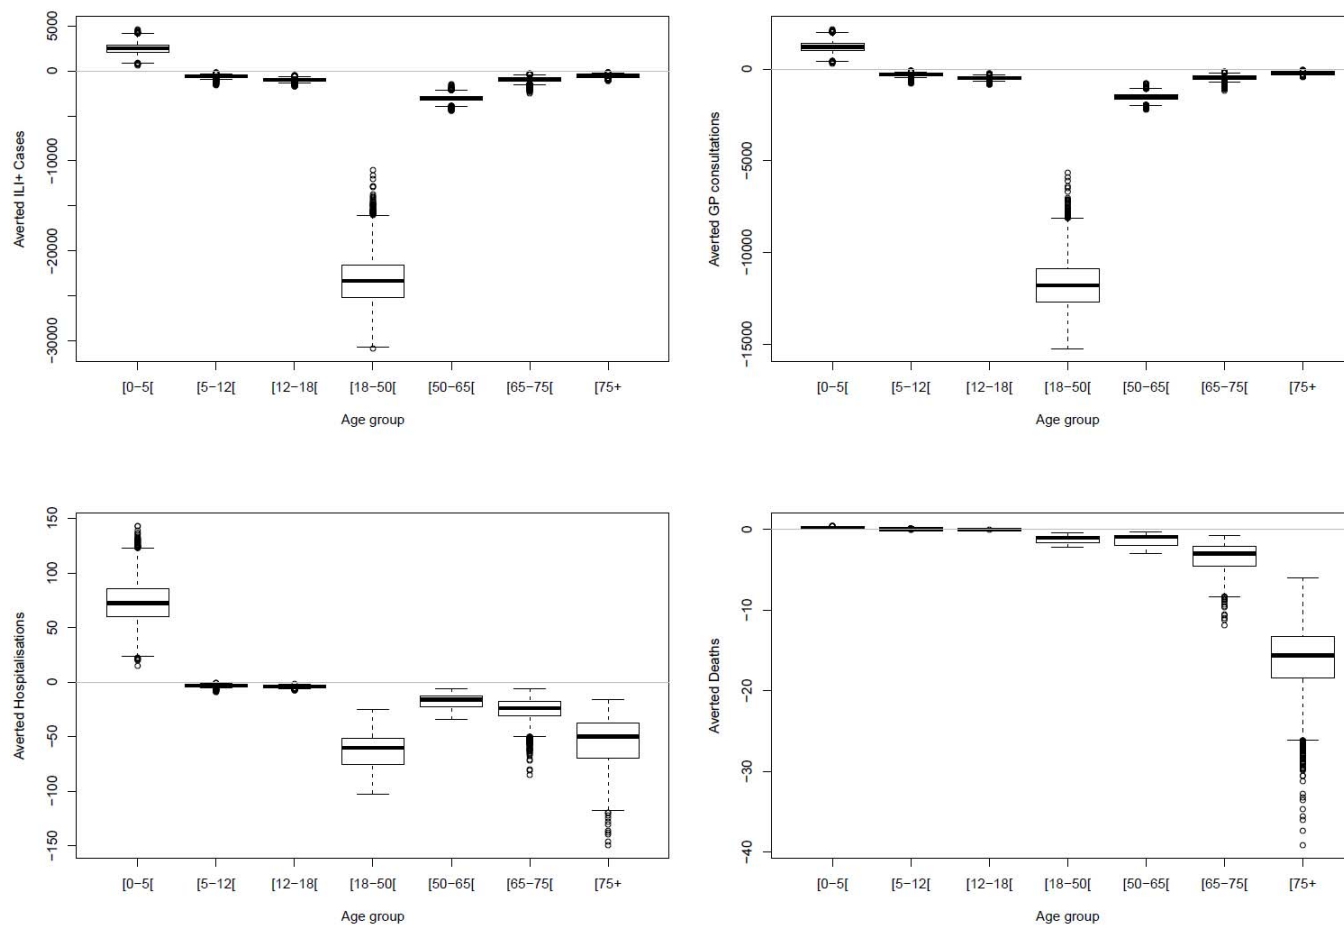 Averted ILI+ Cases
5000
0
−10000
−20000
−30000
[0−5[ [5−12[ [12−18[ [18−50[ [50−65[ [65−75[ [75+
Age group
Averted GP consultations
0
−5000
−10000
−15000
[0−5[ [5−12[ [12−18[ [18−50[ [50−65[ [65−75[ [75+
Age group
Averted Hospitalisations
150
100
50
0
−50
−100
−150
[0−5[ [5−12[ [12−18[ [18−50[ [50−65[ [65−75[ [75+
Age group
Averted Deaths
0
−10
−20
−30
−40
[0−5[ [5−12[ [12−18[ [18−50[ [50−65[ [65−75[ [75+
Age group